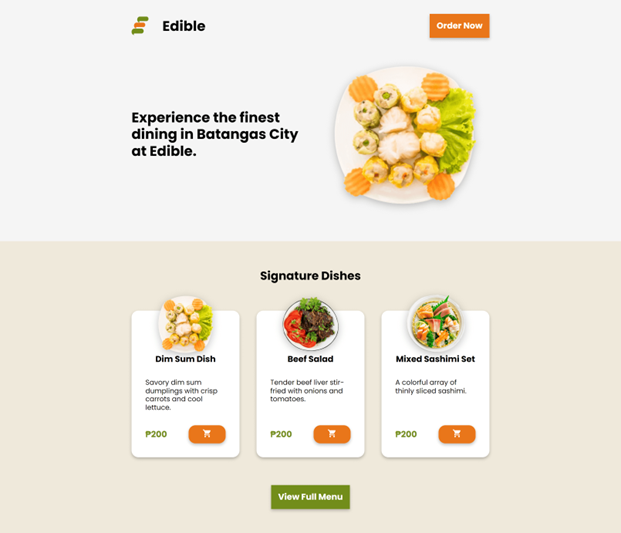 Edible
Order Now
Experience the finest
dining in Batangas City
at Edible.
Signature Dishes
Dim Sum Dish
Savory dim sum
dumplings with crisp
carrots and cool
lettuce.
₱200
Beef Salad
Tender beef liver stir-
fried with onions and
tomatoes.
₱200
Mixed Sashimi Set
A colorful array of
thinly sliced sashimi.
₱200
View Full Menu